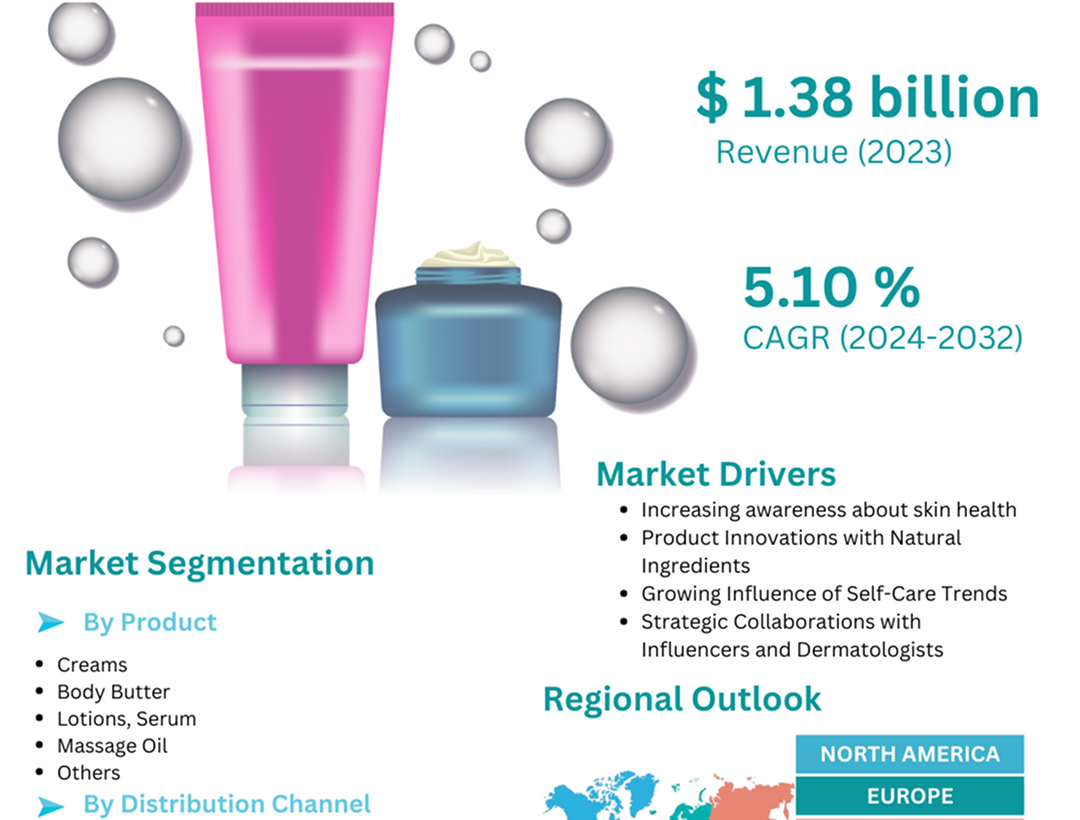 $ 1.38 billion
Revenue (2023)
5.10 %
CAGR (2024-2032)
Market Drivers
• Increasing awareness about skin health
• Product Innovations with Natural
Ingredients
• Growing Influence of Self-Care Trends
• Strategic Collaborations with
Influencers and Dermatologists
Market Segmentation
By Product
• Creams
• Body Butter
• Lotions, Serum
• Massage Oil
• Others
By Distribution Channel
Regional Outlook
NORTH AMERICA
EUROPE